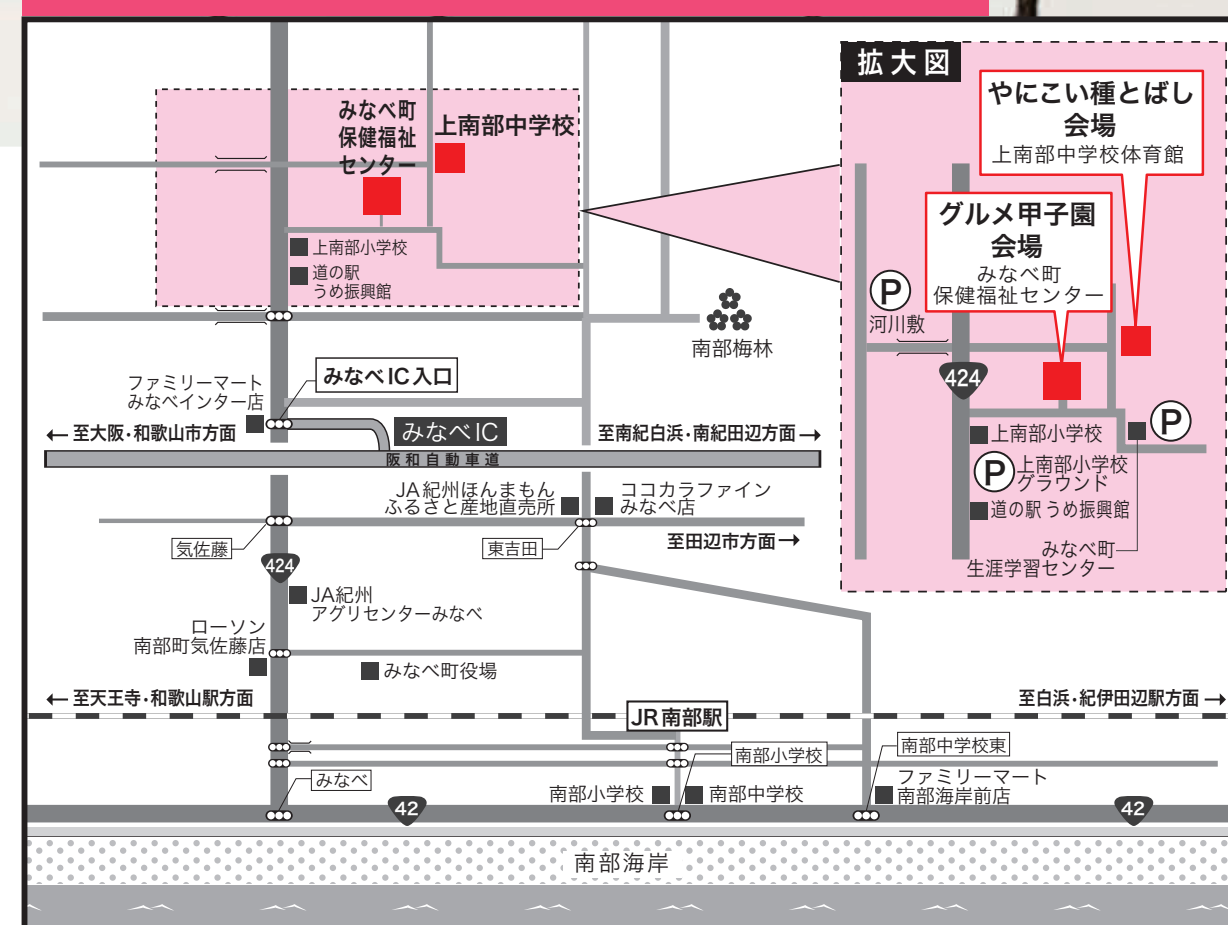 みなべ町
保健福祉
センター
上南部中学校
上南部小学校
道の駅
うめ振興館
南部梅林
みなべIC入口
ファミリーマート
みなべインター店
←至大阪・和歌山市方面
みなべIC
至南紀白浜・南紀田辺方面→
阪和自動車道
JA紀州ほんまもん
ふるさと産地直売所
ココカラファイン
みなべ店
気佐藤
東吉田
至田辺市方面→
424
JA紀州
アグリセンターみなべ
ローソン
南部町気佐藤店
みなべ町役場
←至天王寺・和歌山駅方面
至白浜・紀伊田辺駅方面→
JR南部駅
南部小学校
南部中学校東
みなべ
南部小学校
南部中学校
ファミリーマート
南部海岸前店
42
42
南部海岸
拡大図
やにこい種とばし
会場
上南部中学校体育館
グルメ甲子園
会場
みなべ町
保健福祉センター
P
河川敷
424
上南部小学校
P
P
上南部小学校
グラウンド
道の駅 うめ振興館
みなべ町
生涯学習センター